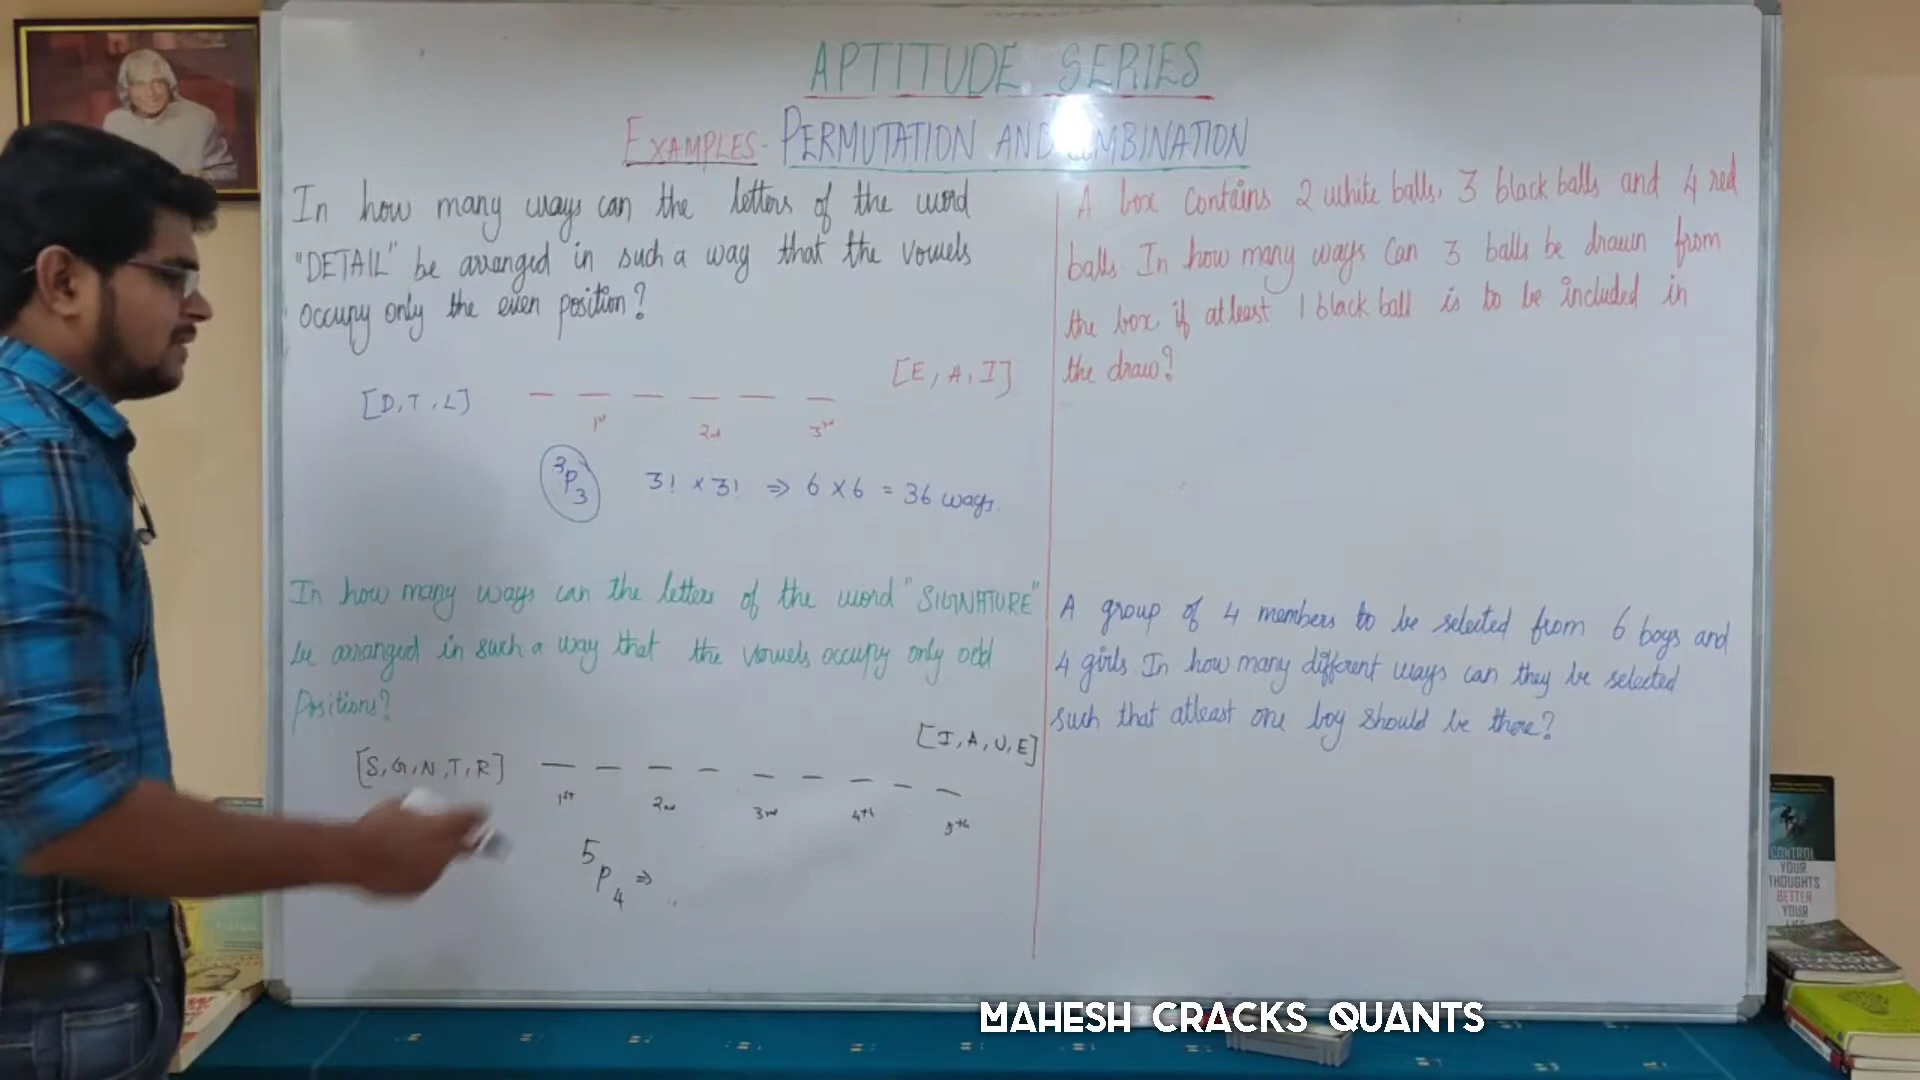 APTITUDE SERIES
EXAMPLES- PERMUTATION AND COMBINATION
In how many ways can the letters of the word
"DETAIL" be arranged in such a way that the vowels
occupy only the even position?
[E, A, I]
[D, T, L]
1st 2nd 3rd
3P3 3! × 3! ⇒ 6 × 6 = 36 ways.
In how many ways can the letters of the word "SIGNATURE"
be arranged in such a way that the vowels occupy only odd
Positions?
[I, A, U, E]
[S, G, N, T, R]
1st 2nd 3rd 4th 5th
5P4 ⇒
A box contains 2 white balls, 3 black balls and 4 red
balls. In how many ways can 3 balls be drawn from
the box if atleast 1 black ball is to be included in
the draw?
A group of 4 members to be selected from 6 boys and
4 girls In how many different ways can they be selected
such that atleast one boy should be there?
CONTROL
YOUR
THOUGHTS
BETTER
YOUR
MAHESH CRACKS QUANTS